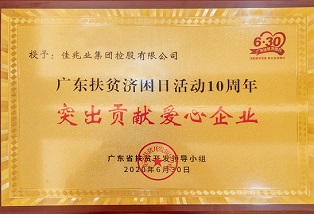 6·30
授予：佳兆业集团控股有限公司
广东扶贫济困日活动10周年
突出贡献爱心企业
广东省扶贫开发领导小组
2020年6月30日